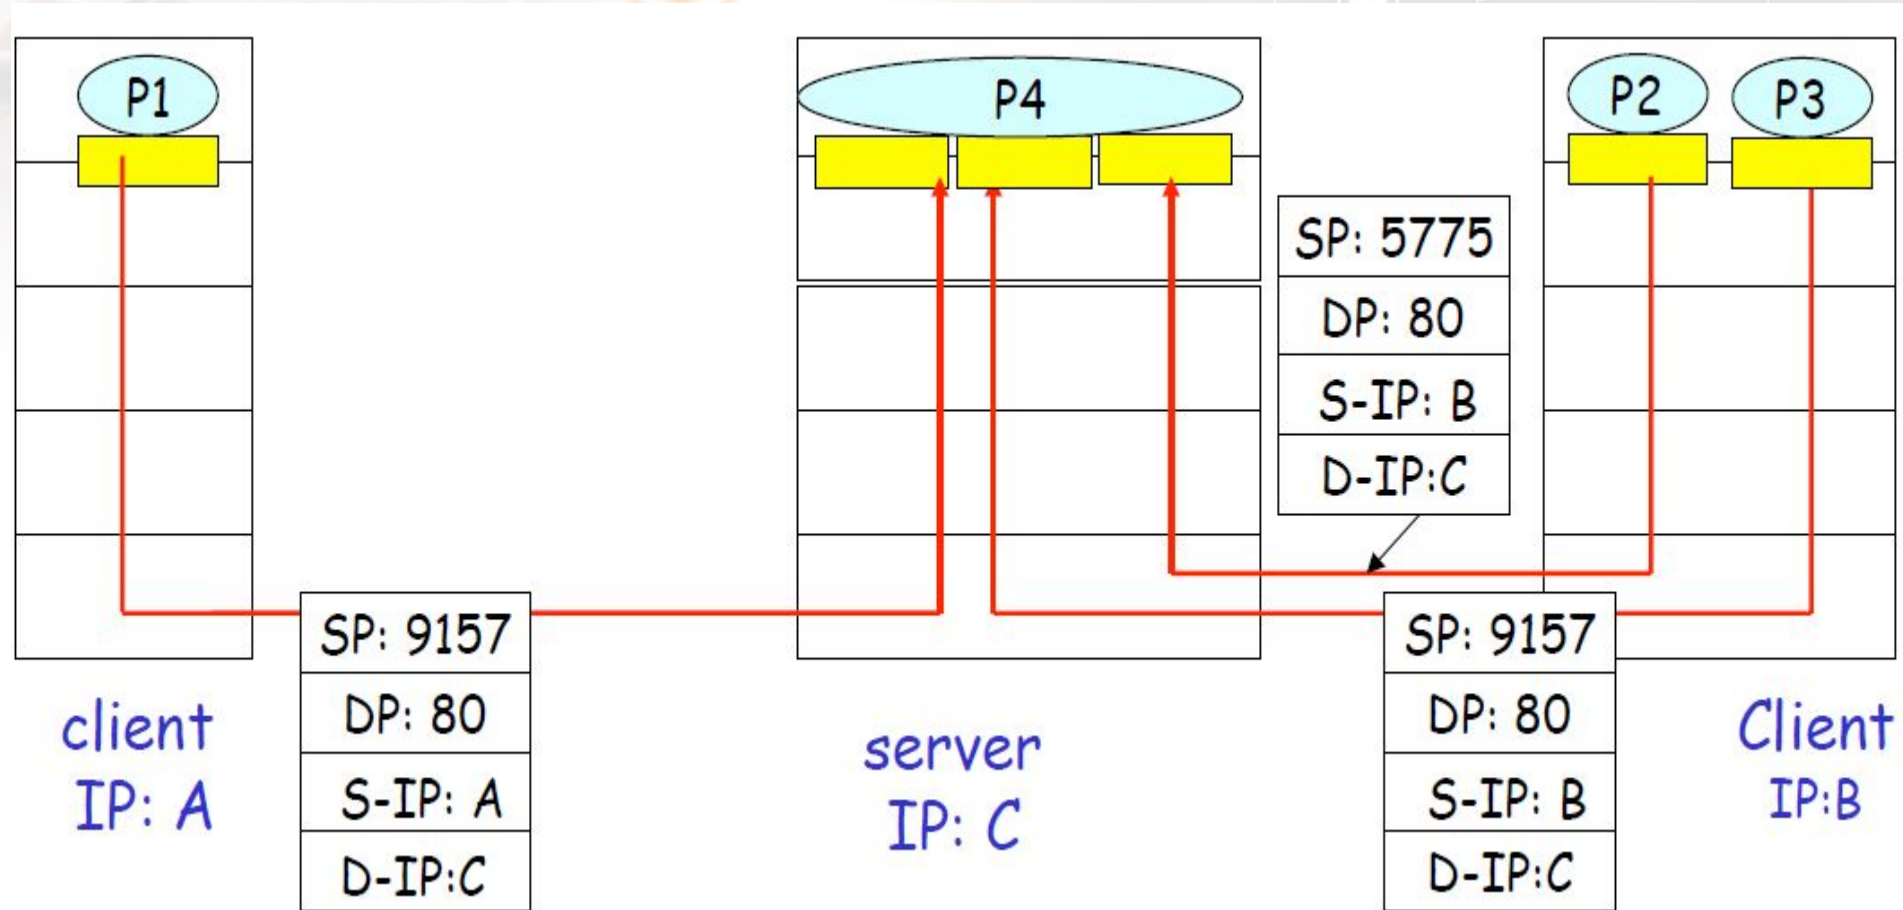 P1
P4
P2
P3
SP: 5775
DP: 80
S-IP: B
D-IP:C
SP: 9157
DP: 80
S-IP: A
D-IP:C
SP: 9157
DP: 80
S-IP: B
D-IP:C
client
IP: A
server
IP: C
Client
IP:B